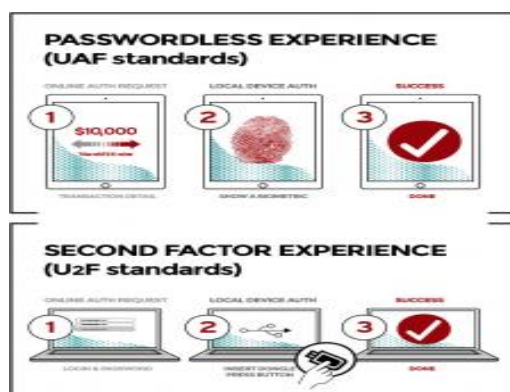 PASSWORDLESS EXPERIENCE
(UAF standards)
ONLINE AUTH REQUEST
LOCAL DEVICE AUTH
SUCCESS
1
2
3
$10,000
TRANSACTION DETAIL
SHOW A BIOMETRIC
DONE
SECOND FACTOR EXPERIENCE
(U2F standards)
ONLINE AUTH REQUEST
LOCAL DEVICE AUTH
SUCCESS
1
2
3
LOGIN & PASSWORD
INSERT DONGLE
PRESS BUTTON
DONE